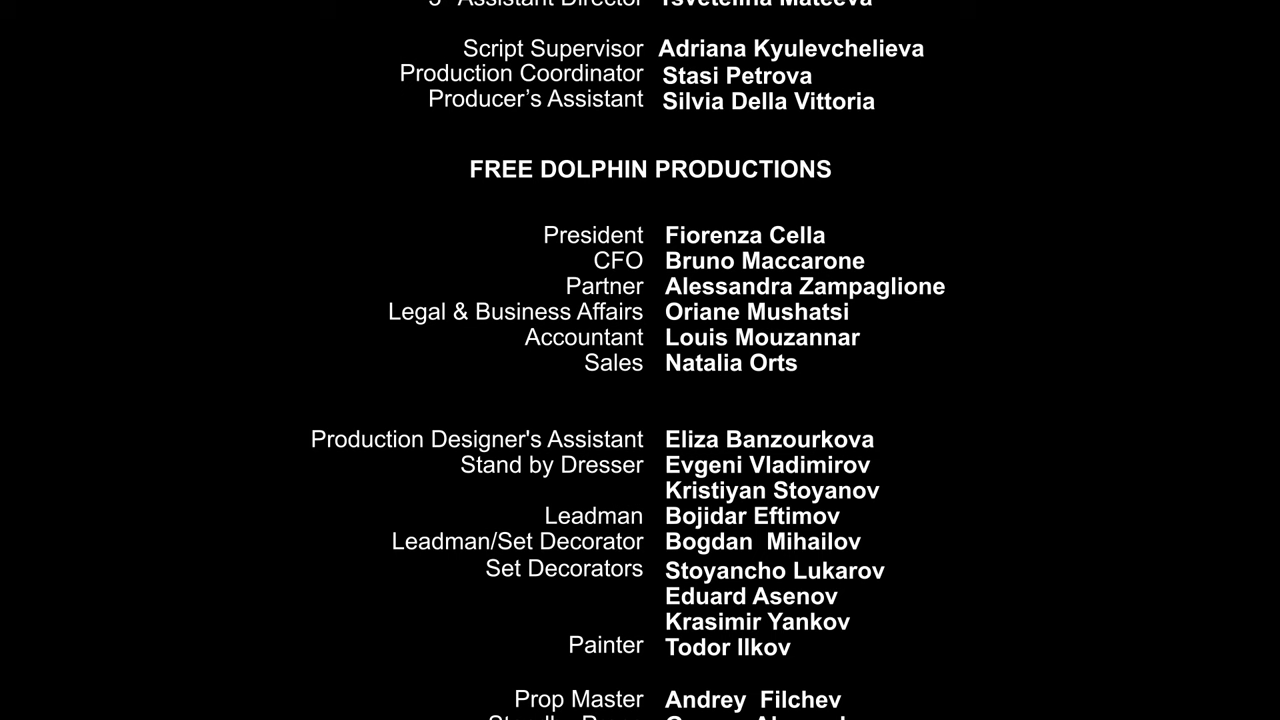 Assistant Director Tsvetelina Mateeva
Script Supervisor Adriana Kyulevchelieva
Production Coordinator Stasi Petrova
Producer’s Assistant Silvia Della Vittoria
FREE DOLPHIN PRODUCTIONS
President Fiorenza Cella
CFO Bruno Maccarone
Partner Alessandra Zampaglione
Legal & Business Affairs Oriane Mushatsi
Accountant Louis Mouzannar
Sales Natalia Orts
Production Designer's Assistant Eliza Banzourkova
Stand by Dresser Evgeni Vladimirov
Kristiyan Stoyanov
Leadman Bojidar Eftimov
Leadman/Set Decorator Bogdan Mihailov
Set Decorators Stoyancho Lukarov
Eduard Asenov
Krasimir Yankov
Painter Todor Ilkov
Prop Master Andrey Filchev